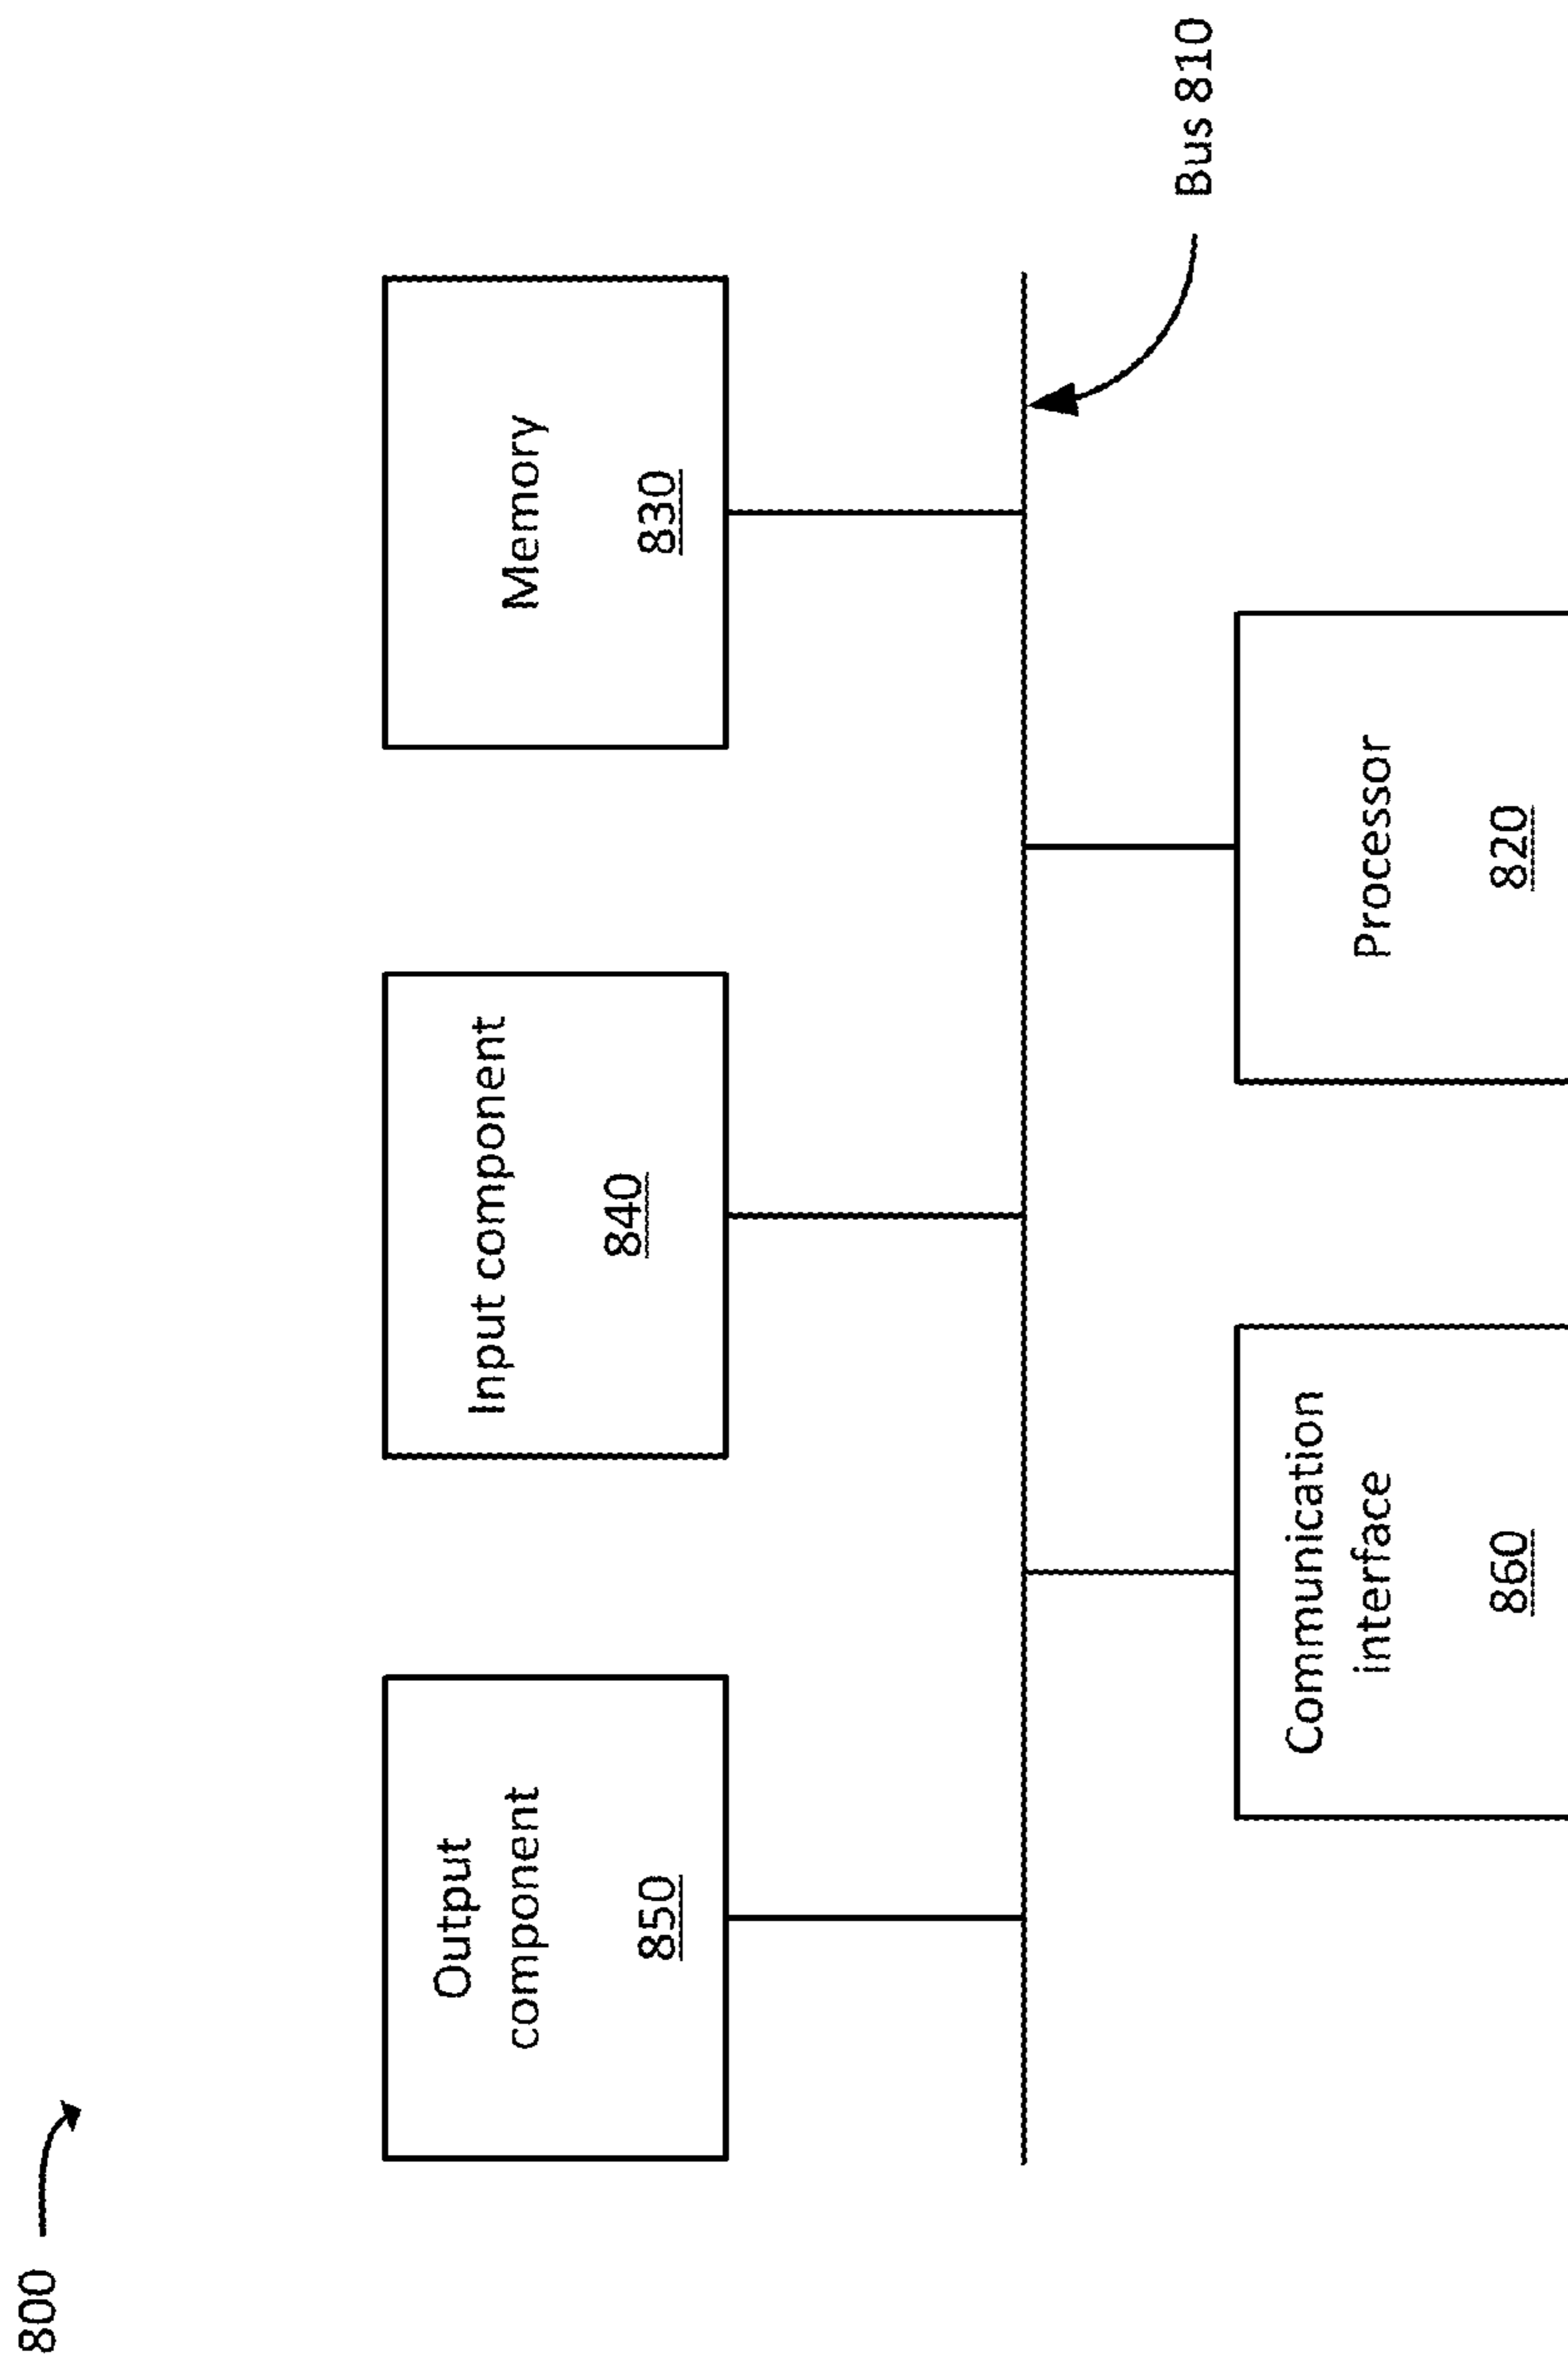 800
Output
component
850
Input component
840
Memory
830
Bus 810
Communication
interface
860
Processor
820